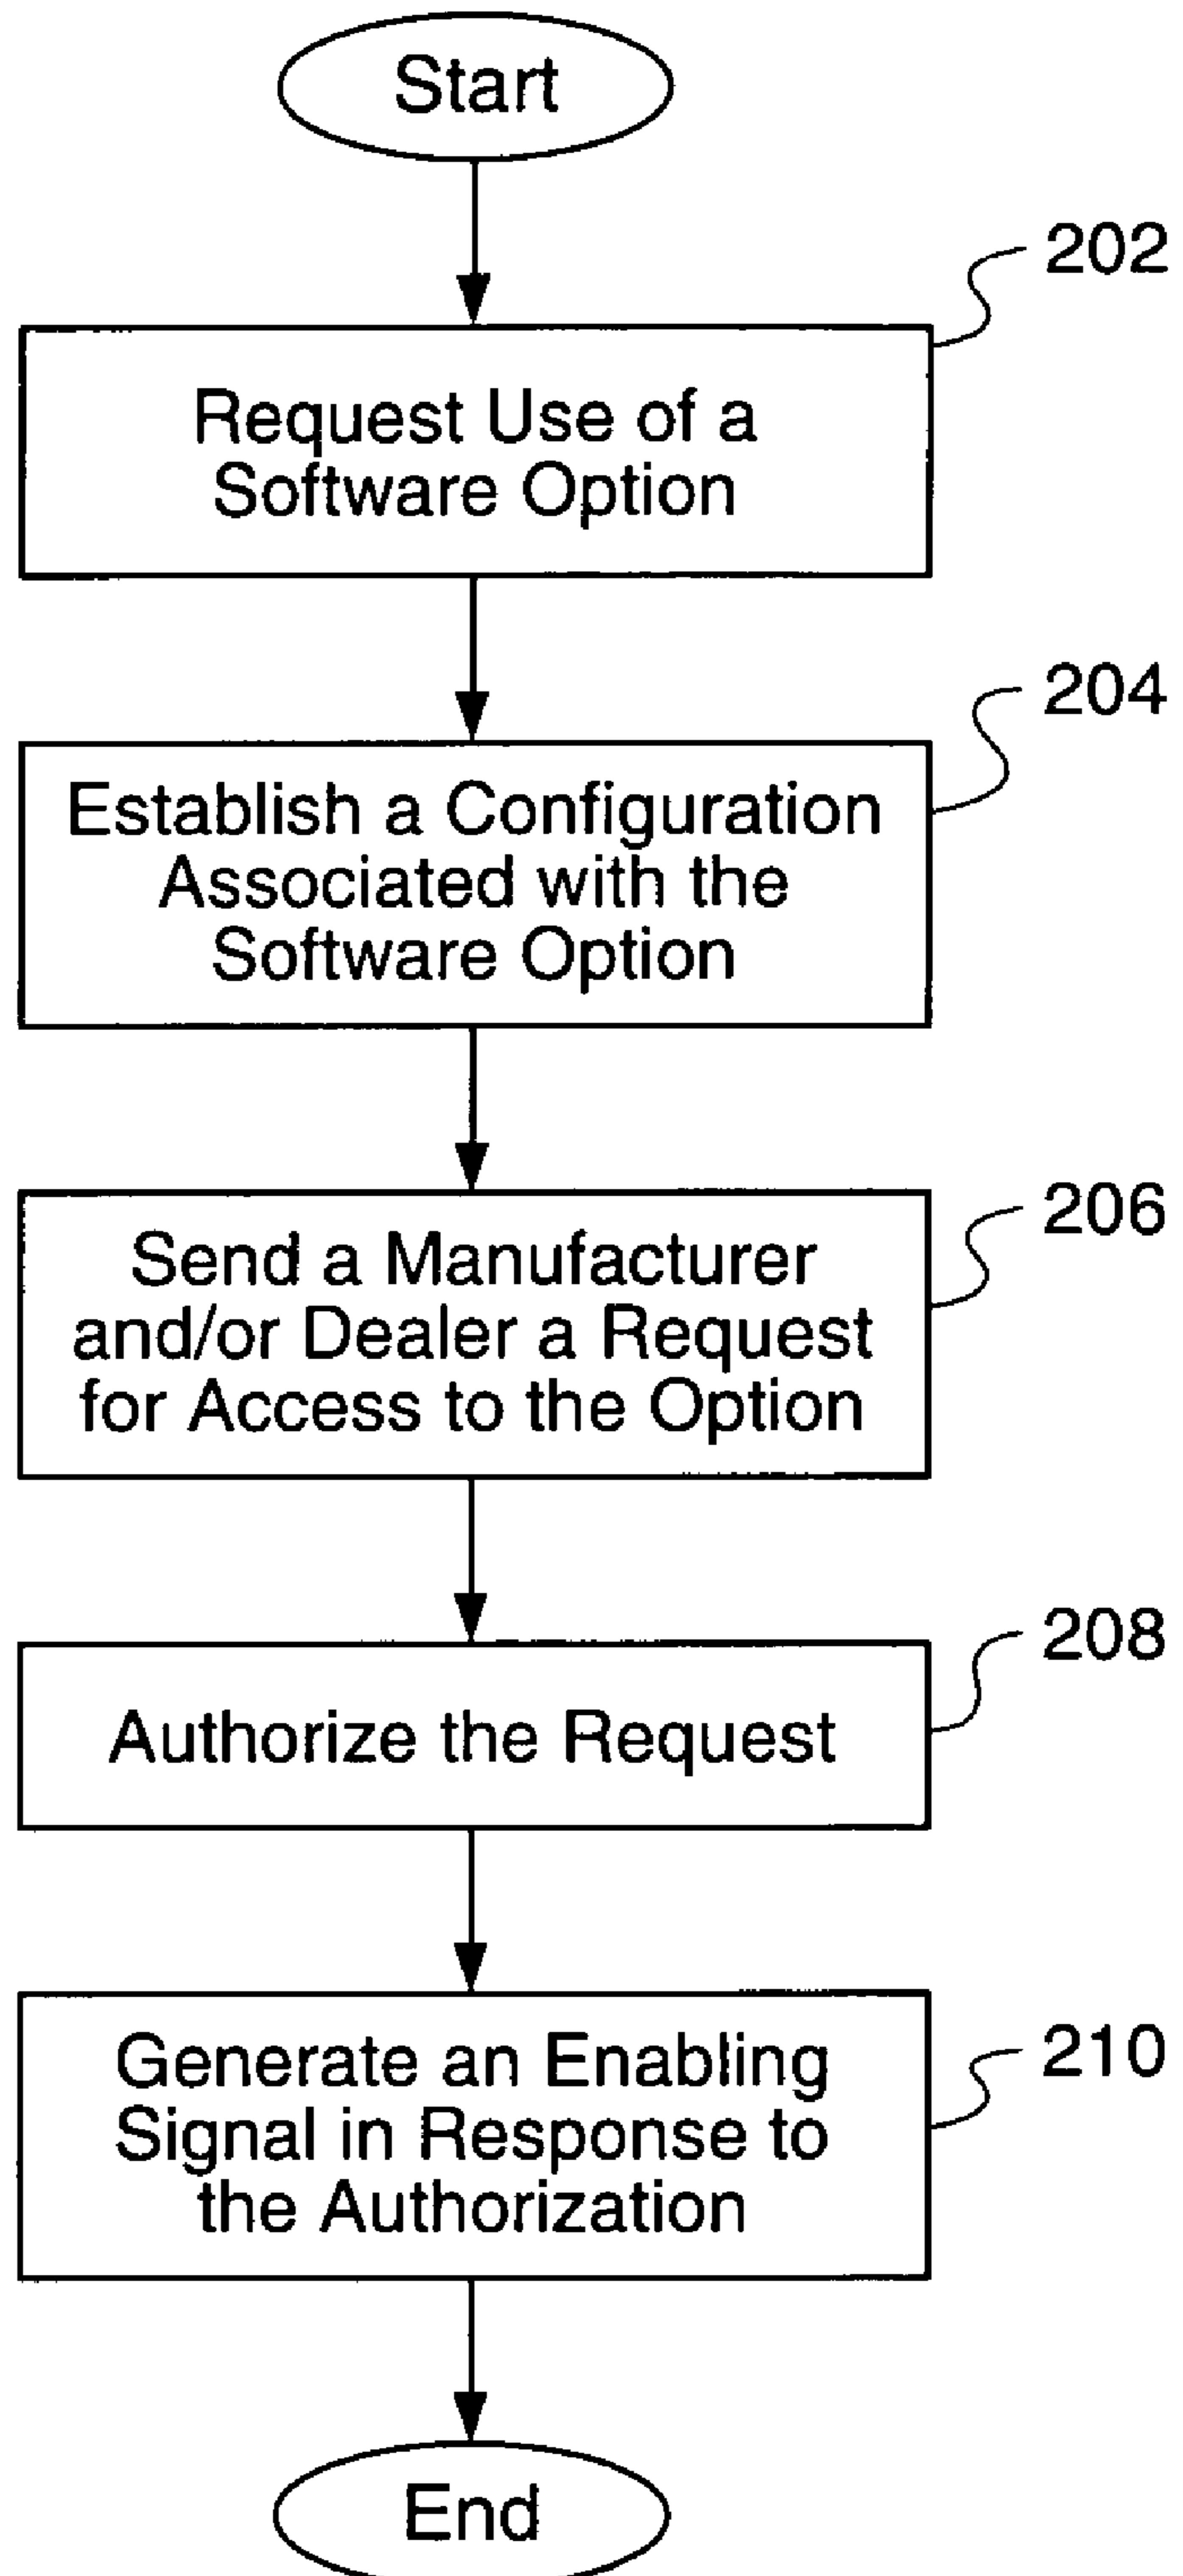 Start
202
Request Use of a
Software Option
204
Establish a Configuration
Associated with the
Software Option
206
Send a Manufacturer
and/or Dealer a Request
for Access to the Option
208
Authorize the Request
210
Generate an Enabling
Signal in Response to
the Authorization
End